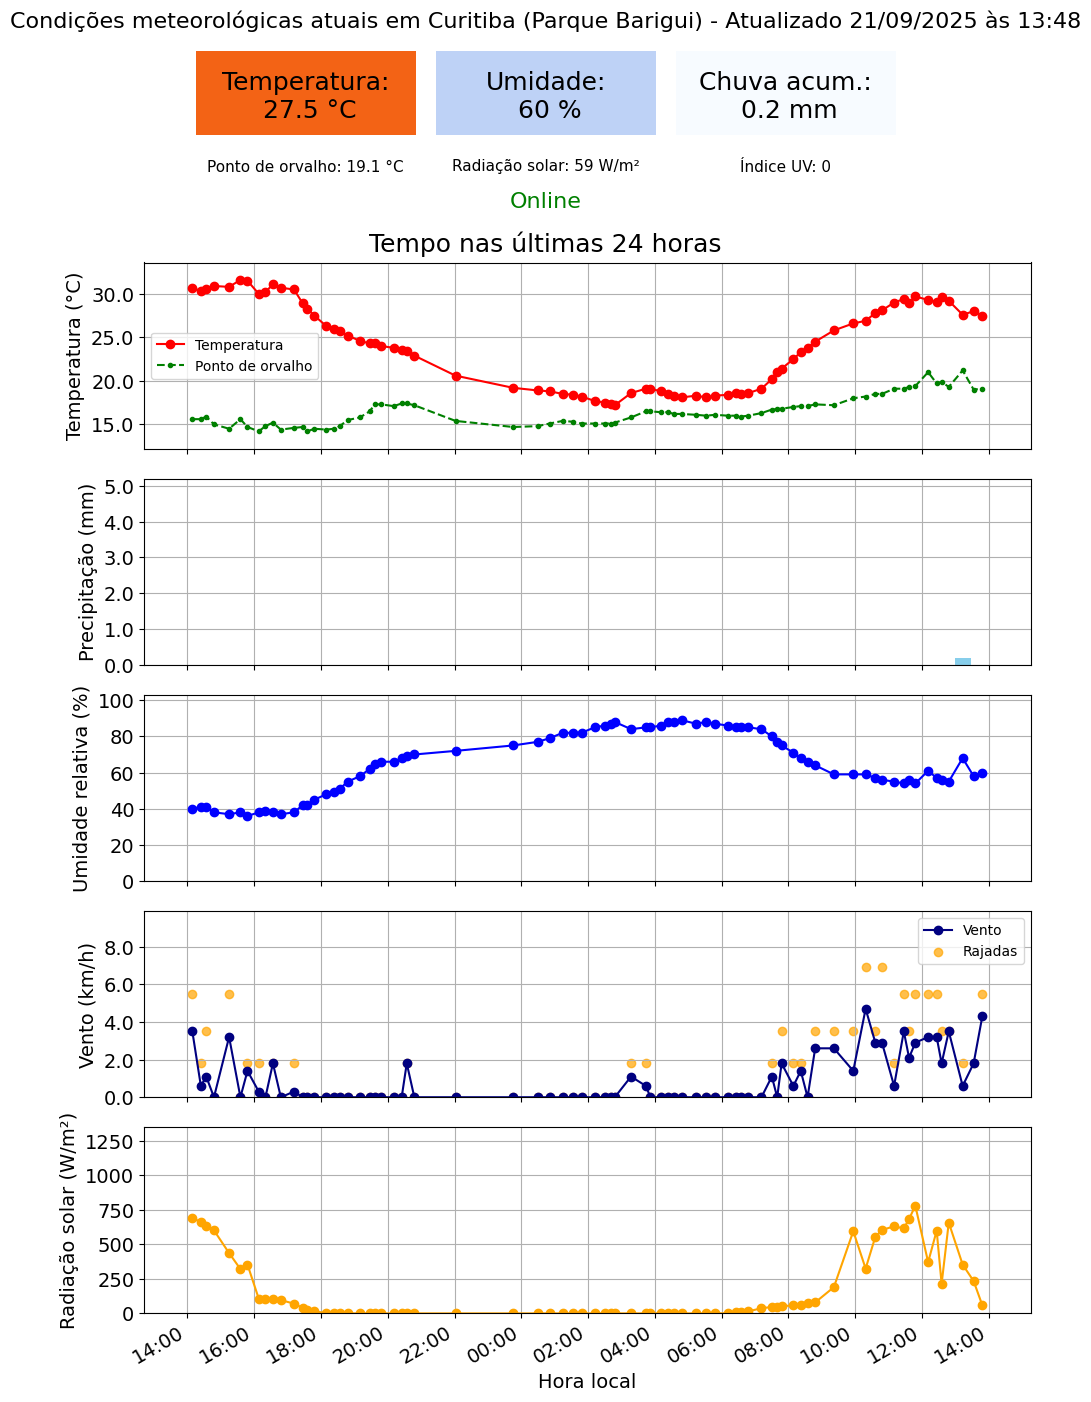 Condições meteorológicas atuais em Curitiba (Parque Barigui) - Atualizado 21/09/2025 às 13:48
Temperatura:
27.5 °C
Umidade:
60 %
Chuva acum.:
0.2 mm
Ponto de orvalho: 19.1 °C
Radiação solar: 59 W/m²
Índice UV: 0
Online
Tempo nas últimas 24 horas
Temperatura (°C)
30.0
25.0
20.0
15.0
Temperatura
Ponto de orvalho
Precipitação (mm)
5.0
4.0
3.0
2.0
1.0
0.0
Umidade relativa (%)
100
80
60
40
20
0
Vento (km/h)
8.0
6.0
4.0
2.0
0.0
Vento
Rajadas
Radiação solar (W/m²)
1250
1000
750
500
250
0
14:00
16:00
18:00
20:00
22:00
00:00
02:00
04:00
06:00
08:00
10:00
12:00
14:00
Hora local